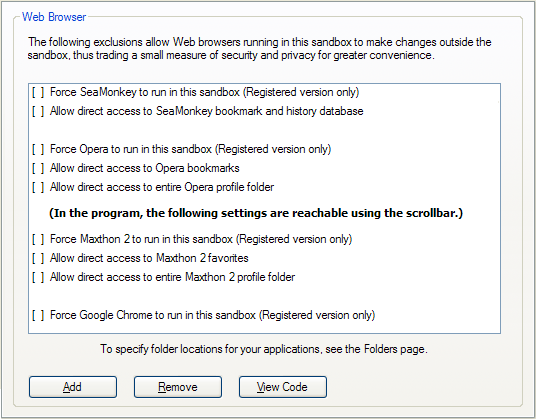 Web Browser
The following exclusions allow Web browsers running in this sandbox to make changes outside the
sandbox, thus trading a small measure of security and privacy for greater convenience.
[ ] Force SeaMonkey to run in this sandbox (Registered version only)
[ ] Allow direct access to SeaMonkey bookmark and history database
[ ] Force Opera to run in this sandbox (Registered version only)
[ ] Allow direct access to Opera bookmarks
[ ] Allow direct access to entire Opera profile folder
(In the program, the following settings are reachable using the scrollbar.)
[ ] Force Maxthon 2 to run in this sandbox (Registered version only)
[ ] Allow direct access to Maxthon 2 favorites
[ ] Allow direct access to entire Maxthon 2 profile folder
[ ] Force Google Chrome to run in this sandbox (Registered version only)
To specify folder locations for your applications, see the Folders page.
Add Remove View Code